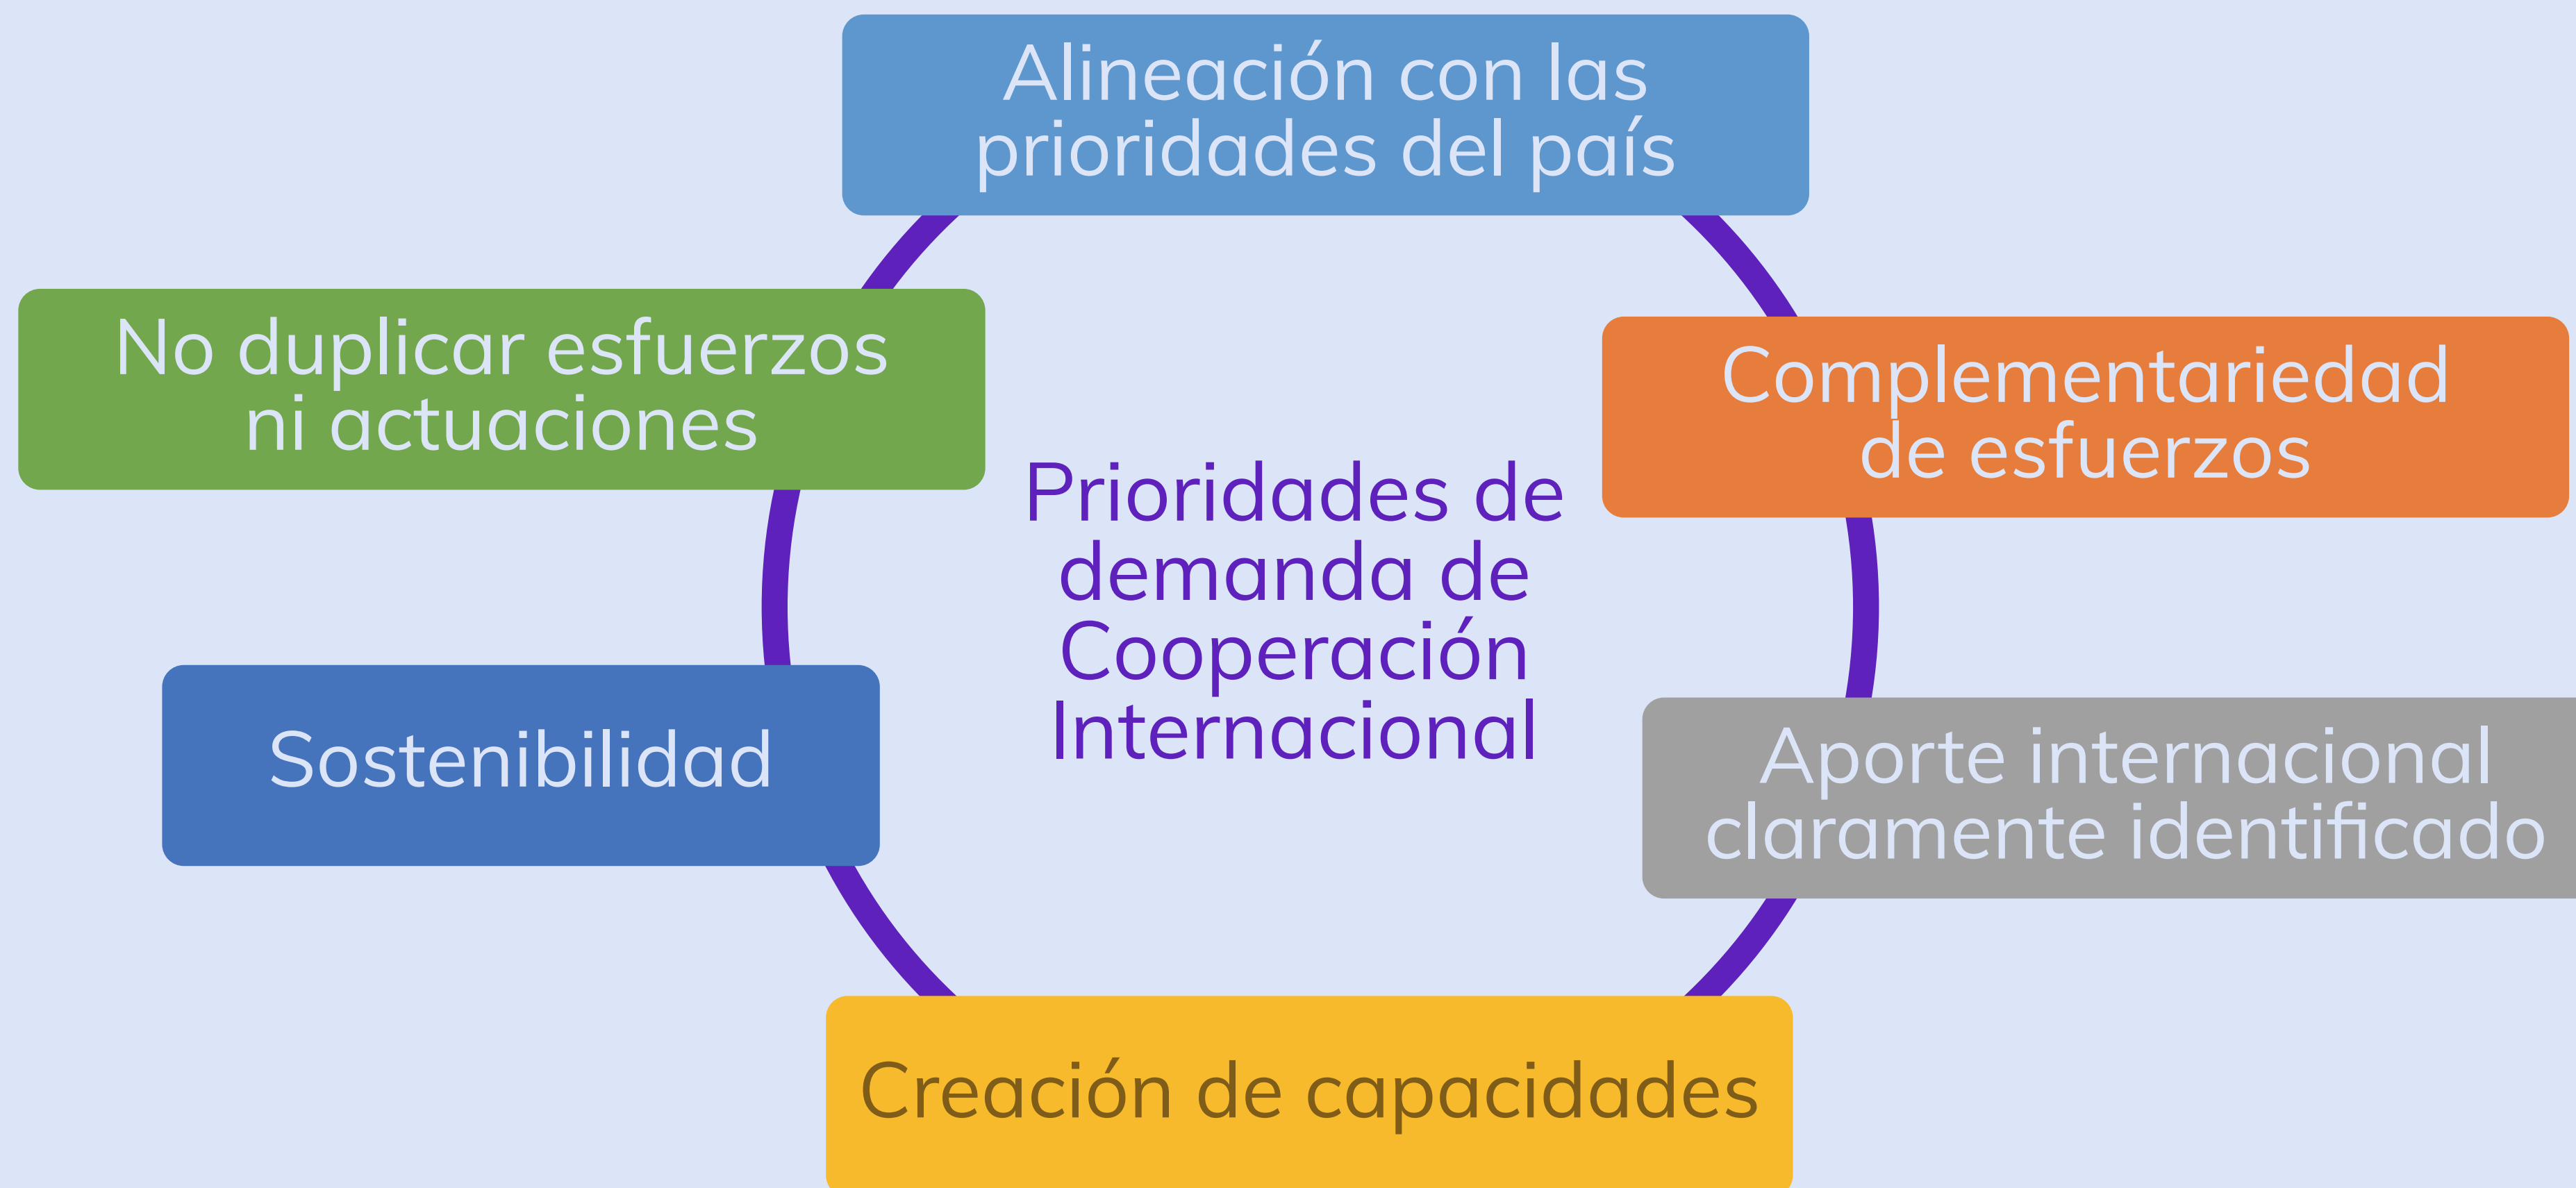 Alineación con las
prioridades del país
No duplicar esfuerzos
ni actuaciones
Complementariedad
de esfuerzos
Prioridades de
demanda de
Cooperación
Internacional
Sostenibilidad
Aporte internacional
claramente identificado
Creación de capacidades